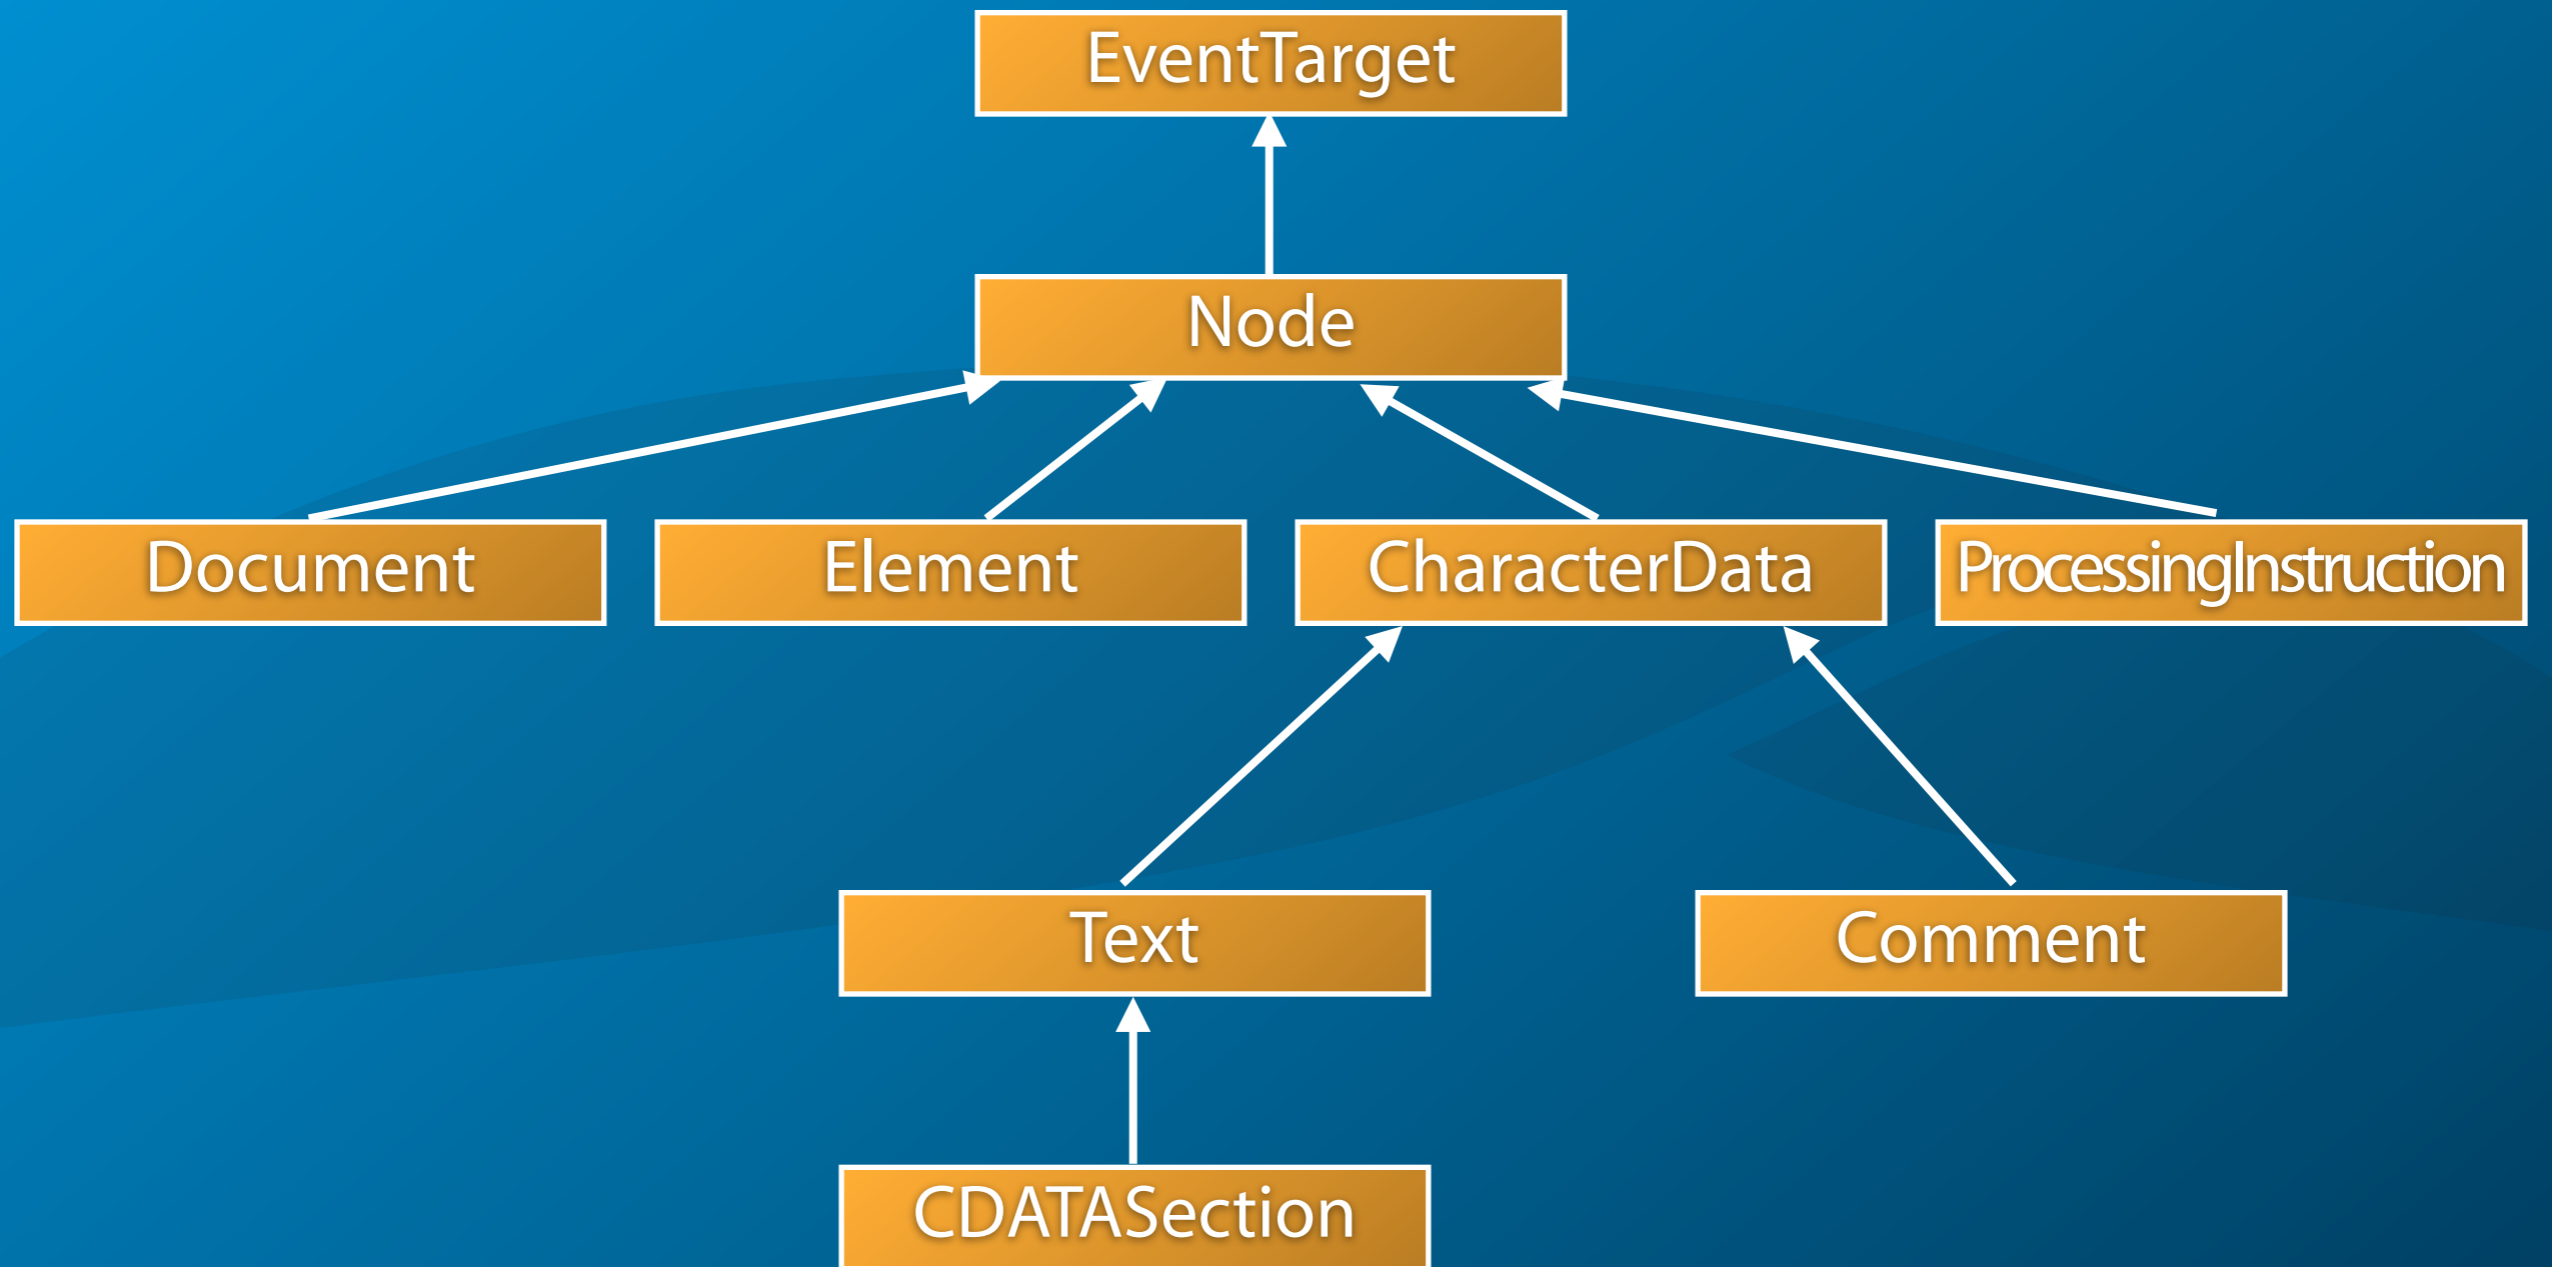 EventTarget
Node
Document
Element
CharacterData
ProcessingInstruction
Text
Comment
CDATASection